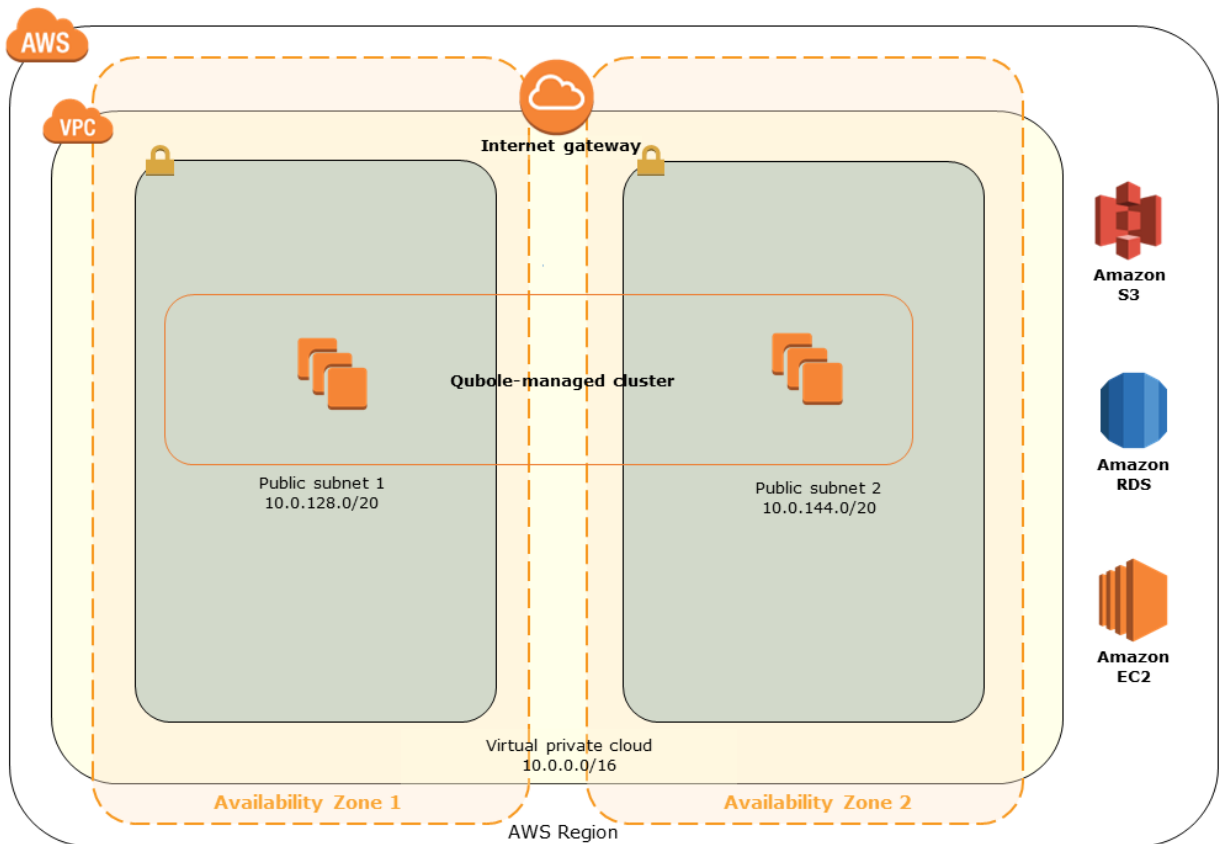 AWS
VPC
Internet gateway
Amazon
S3
Qubole-managed cluster
Public subnet 1
10.0.128.0/20
Public subnet 2
10.0.144.0/20
Amazon
RDS
Amazon
EC2
Virtual private cloud
10.0.0.0/16
Availability Zone 1
Availability Zone 2
AWS Region